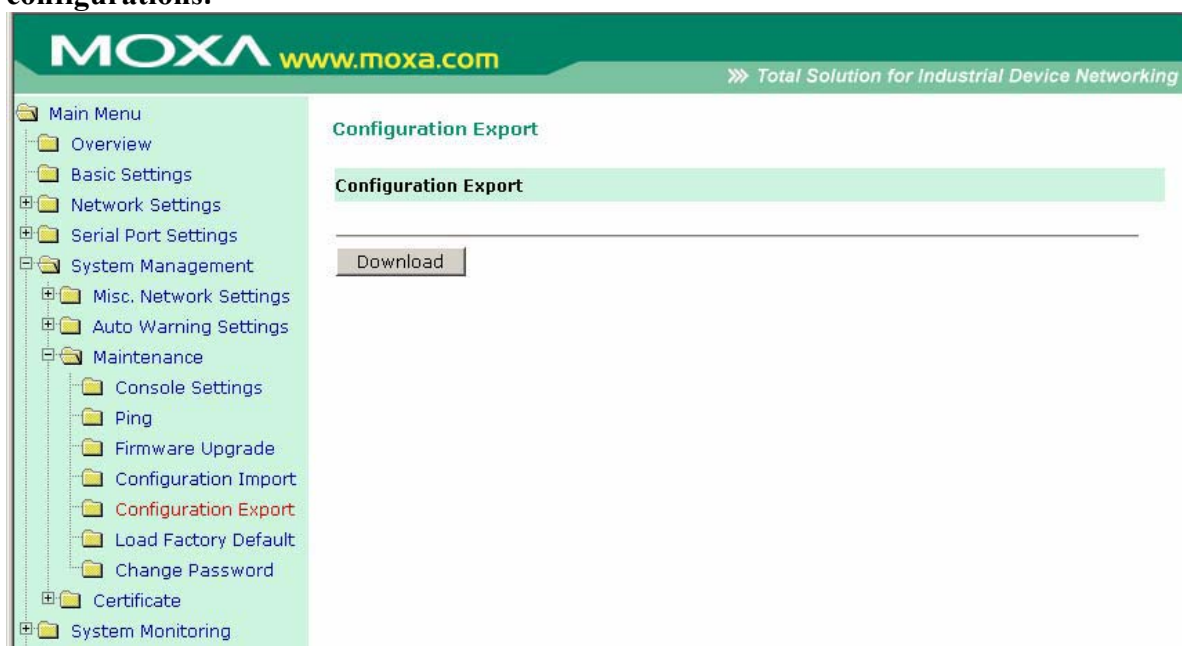 configurations.
MOXA www.moxa.com
Total Solution for Industrial Device Networking
Main Menu
Overview
Basic Settings
Network Settings
Serial Port Settings
System Management
Misc. Network Settings
Auto Warning Settings
Maintenance
Console Settings
Ping
Firmware Upgrade
Configuration Import
Configuration Export
Load Factory Default
Change Password
Certificate
System Monitoring
Configuration Export
Configuration Export
Download